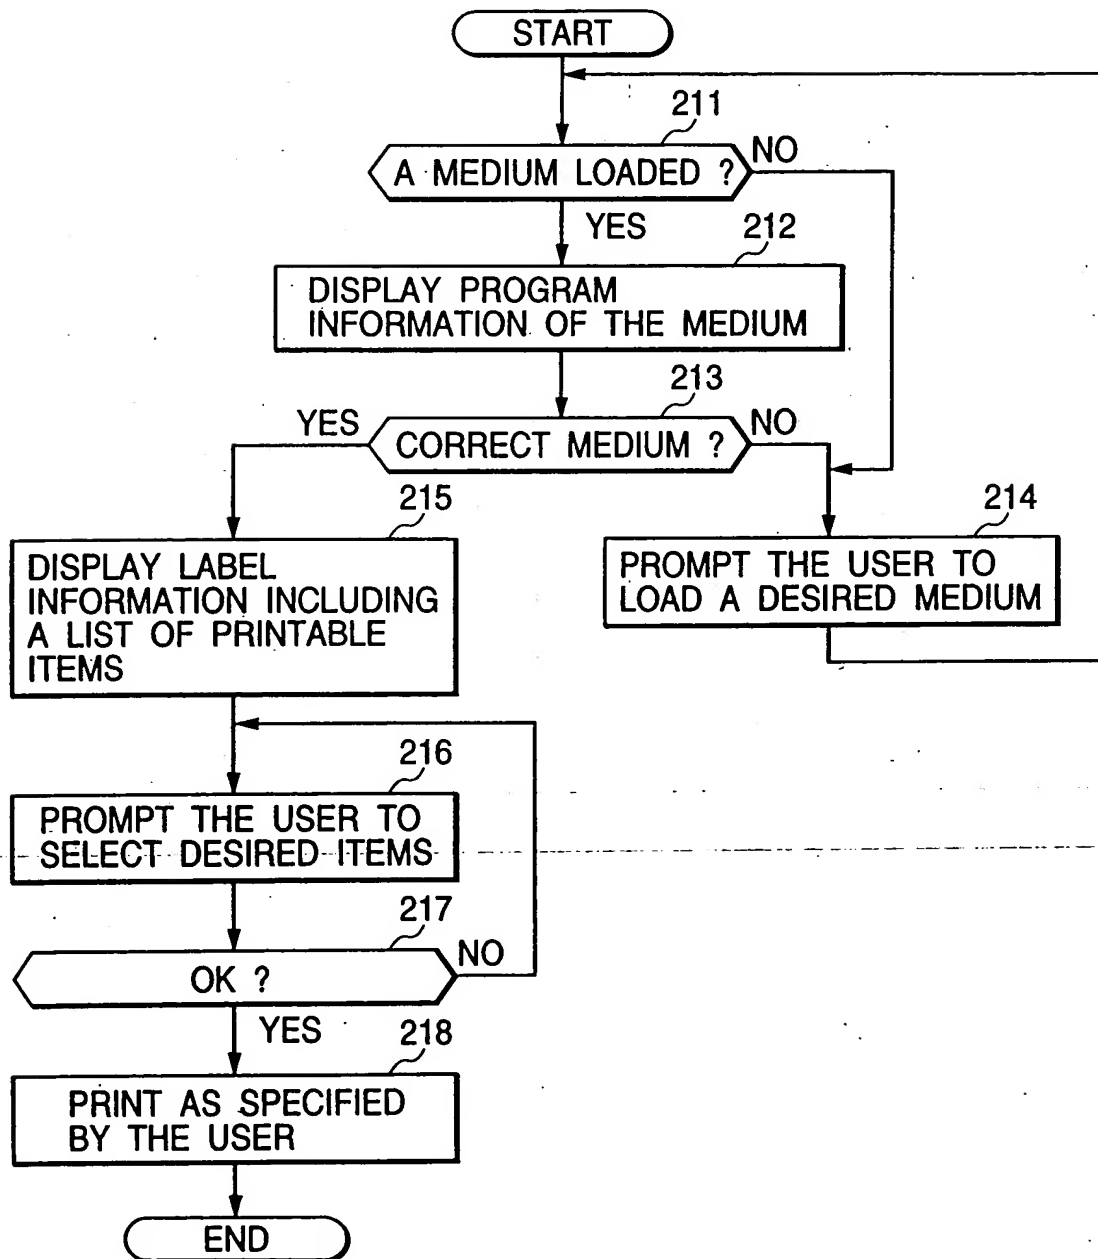 START
211
A MEDIUM LOADED ?
NO
YES
212
DISPLAY PROGRAM
INFORMATION OF THE MEDIUM
213
YES
CORRECT MEDIUM ?
NO
215
DISPLAY LABEL
INFORMATION INCLUDING
A LIST OF PRINTABLE
ITEMS
214
PROMPT THE USER TO
LOAD A DESIRED MEDIUM
216
PROMPT THE USER TO
SELECT DESIRED ITEMS
217
OK ?
NO
YES
218
PRINT AS SPECIFIED
BY THE USER
END